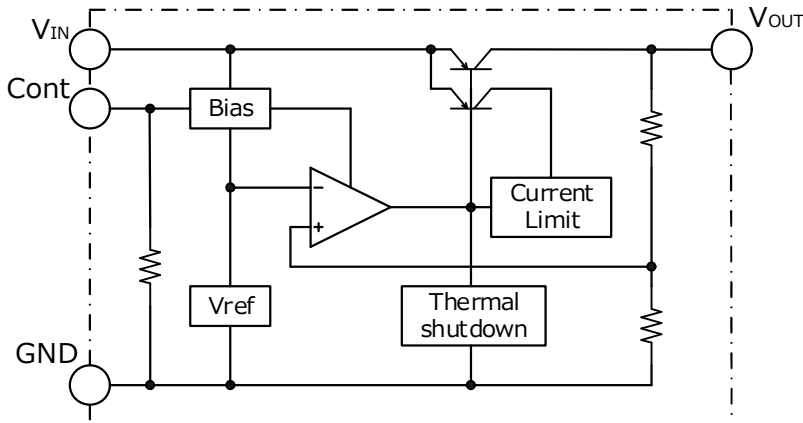 VIN
VOUT
Cont
Bias
−
+
Current
Limit
Vref
Thermal
shutdown
GND